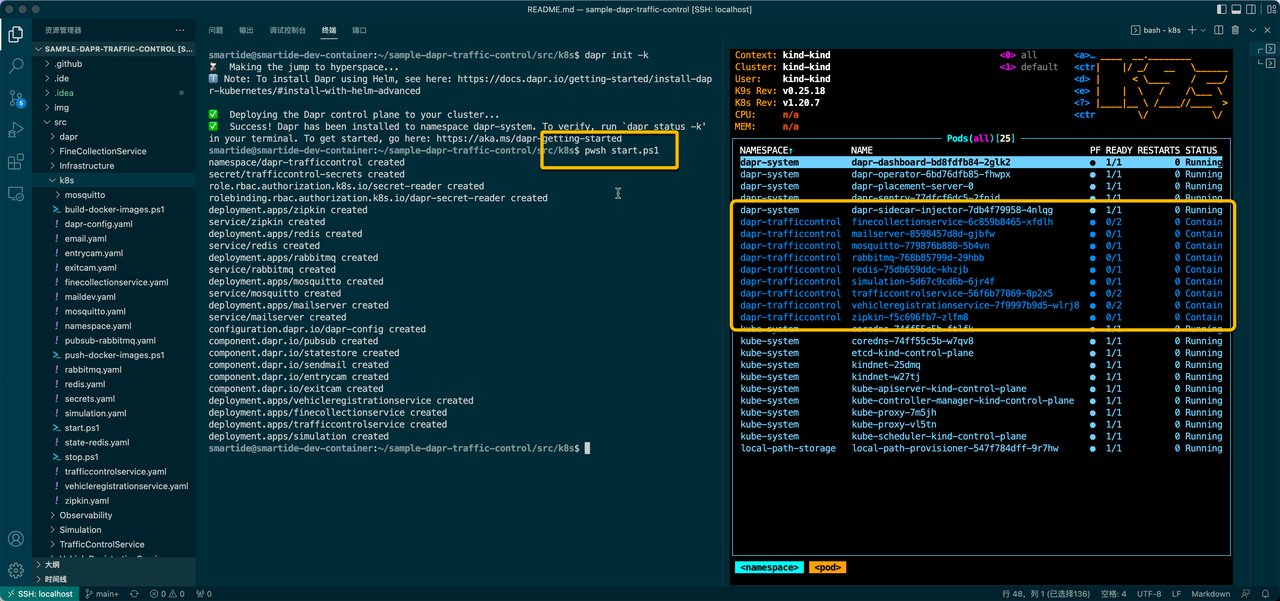 README.md — sample-dapr-traffic-control [SSH: localhost]
资源管理器
SAMPLE-DAPR-TRAFFIC-CONTROL [S...
.github
.ide
.idea
img
src
dapr
FineCollectionService
Infrastructure
k8s
mosquitto
build-docker-images.ps1
dapr-config.yaml
email.yaml
entrycam.yaml
exitcam.yaml
finecollectionservice.yaml
maildev.yaml
mosquitto.yaml
namespace.yaml
pubsub-rabbitmq.yaml
push-docker-images.ps1
rabbitmq.yaml
redis.yaml
secrets.yaml
simulation.yaml
start.ps1
state-redis.yaml
stop.ps1
trafficcontrolservice.yaml
vehicleregistrationservice.yaml
zipkin.yaml
Observability
Simulation
TrafficControlService
大纲
时间线
问题 输出 调试控制台 终端 端口
bash - k8s
smartide@smartide-dev-container:~/sample-dapr-traffic-control/src/k8s$ dapr init -k
Making the jump to hyperspace...
Note: To install Dapr using Helm, see here: https://docs.dapr.io/getting-started/install-dap
r-kubernetes/#install-with-helm-advanced
Deploying the Dapr control plane to your cluster...
Success! Dapr has been installed to namespace dapr-system. To verify, run `dapr status -k'
in your terminal. To get started, go here: https://aka.ms/dapr-getting-started
smartide@smartide-dev-container:~/sample-dapr-traffic-control/src/k8s$ pwsh start.ps1
namespace/dapr-trafficcontrol created
secret/trafficcontrol-secrets created
role.rbac.authorization.k8s.io/secret-reader created
rolebinding.rbac.authorization.k8s.io/dapr-secret-reader created
deployment.apps/zipkin created
service/zipkin created
deployment.apps/redis created
service/redis created
deployment.apps/rabbitmq created
service/rabbitmq created
deployment.apps/mosquitto created
service/mosquitto created
deployment.apps/mailserver created
service/mailserver created
configuration.dapr.io/dapr-config created
component.dapr.io/pubsub created
component.dapr.io/statestore created
component.dapr.io/sendmail created
component.dapr.io/entrycam created
component.dapr.io/exitcam created
deployment.apps/vehicleregistrationservice created
deployment.apps/finecollectionservice created
deployment.apps/trafficcontrolservice created
deployment.apps/simulation created
smartide@smartide-dev-container:~/sample-dapr-traffic-control/src/k8s$
Context: kind-kind <0> all <a>…
Cluster: kind-kind <1> default <ctr
User: kind-kind <d>
K9s Rev: v0.25.18 <e>
K8s Rev: v1.20.7 <?>
CPU: n/a <ctr
MEM: n/a
Pods(all)[25]
NAMESPACE↑ NAME PF READY RESTARTS STATUS
dapr-system dapr-dashboard-bd8fdfb84-2glk2 ● 1/1 0 Running
dapr-system dapr-operator-6bd76dfb85-fhwpx ● 1/1 0 Running
dapr-system dapr-placement-server-0 ● 1/1 0 Running
dapr-system dapr-sentry-77dfcf6dc5-2fnjd ● 1/1 0 Running
dapr-system dapr-sidecar-injector-7db4f79958-4nlqg ● 1/1 0 Running
dapr-trafficcontrol finecollectionservice-6c859b8465-xfdlh ● 0/2 0 Contain
dapr-trafficcontrol mailserver-8598457d8d-gjbfw ● 0/1 0 Contain
dapr-trafficcontrol mosquitto-779876b888-5b4vn ● 0/1 0 Contain
dapr-trafficcontrol rabbitmq-768b85799d-29hbb ● 0/1 0 Contain
dapr-trafficcontrol redis-75db659ddc-khzjb ● 0/1 0 Contain
dapr-trafficcontrol simulation-5d67c9cd6b-6jr4f ● 0/1 0 Contain
dapr-trafficcontrol trafficcontrolservice-56f6b77869-8p2x5 ● 0/2 0 Contain
dapr-trafficcontrol vehicleregistrationservice-7f9997b9d5-wlrj8 ● 0/2 0 Contain
dapr-trafficcontrol zipkin-f5c696fb7-zlfm8 ● 0/1 0 Contain
kube-system coredns-74ff55c5b-ftlfk ● 1/1 0 Running
kube-system coredns-74ff55c5b-w7qv8 ● 1/1 0 Running
kube-system etcd-kind-control-plane ● 1/1 0 Running
kube-system kindnet-25dmq ● 1/1 0 Running
kube-system kindnet-w27tj ● 1/1 0 Running
kube-system kube-apiserver-kind-control-plane ● 1/1 0 Running
kube-system kube-controller-manager-kind-control-plane ● 1/1 0 Running
kube-system kube-proxy-7m5jh ● 1/1 0 Running
kube-system kube-proxy-vl5tn ● 1/1 0 Running
kube-system kube-scheduler-kind-control-plane ● 1/1 0 Running
local-path-storage local-path-provisioner-547f784dff-9r7hw ● 1/1 0 Running
<namespace> <pod>
SSH: localhost main+ 0 0 0 行 48，列 1 (已选择136) 空格: 4 UTF-8 LF Markdown